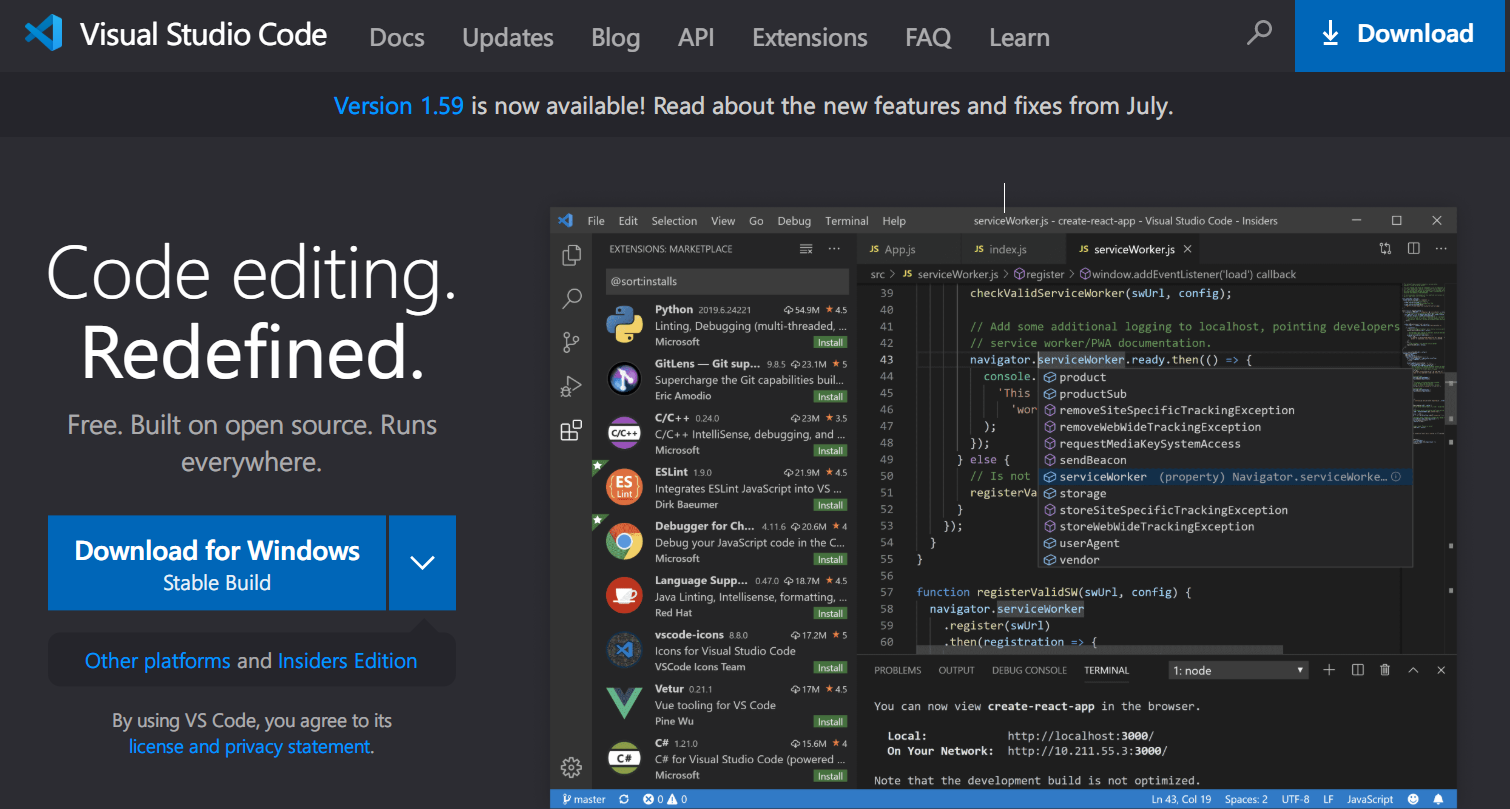 Visual Studio Code Docs Updates Blog API Extensions FAQ Learn Download
Version 1.59 is now available! Read about the new features and fixes from July.
Code editing.
Redefined.
Free. Built on open source. Runs
everywhere.
Download for Windows
Stable Build
Other platforms and Insiders Edition
By using VS Code, you agree to its
license and privacy statement.
File Edit Selection View Go Debug Terminal Help serviceWorker.js - create-react-app - Visual Studio Code - Insiders
EXTENSIONS: MARKETPLACE
@sort:installs
Python 2019.6.24221 54.9M 4.5
Linting, Debugging (multi-threaded, ...
Microsoft Install
GitLens — Git sup... 9.8.5 23.1M 5
Supercharge the Git capabilities buil...
Eric Amodio Install
C/C++
C/C++ 0.24.0 23M 3.5
C/C++ IntelliSense, debugging, and ...
Microsoft Install
ES
Lint
ESLint 1.9.0 21.9M 4.5
Integrates ESLint JavaScript into VS ...
Dirk Baeumer Install
Debugger for Ch... 4.11.6 20.6M 4
Debug your JavaScript code in the C...
Microsoft Install
Language Supp... 0.47.0 18.7M 4.5
Java Linting, Intellisense, formatting, ...
Red Hat Install
vscode-icons 8.8.0 17.2M 5
Icons for Visual Studio Code
VSCode Icons Team Install
Vetur 0.21.1 17M 4.5
Vue tooling for VS Code
Pine Wu Install
C#
C# 1.21.0 15.6M 4
C# for Visual Studio Code (powered ...
Microsoft Install
JS App.js JS index.js JS serviceWorker.js
src > JS serviceWorker.js > register > window.addEventListener('load') callback
39 checkValidServiceWorker(swUrl, config);
40
41 // Add some additional logging to localhost, pointing developers
42 // service worker/PWA documentation.
43 navigator.serviceWorker.ready.then(() => {
44 console.
45 'This
46 'wor
47 );
48 });
49 } else {
50 // Is not
51 registerVa
52 }
53 });
54 }
55 }
56
57 function registerValidSW(swUrl, config) {
58 navigator.serviceWorker
59 .register(swUrl)
60 .then(registration => {
product
productSub
removeSiteSpecificTrackingException
removeWebWideTrackingException
requestMediaKeySystemAccess
sendBeacon
serviceWorker (property) Navigator.serviceWorke...
storage
storeSiteSpecificTrackingException
storeWebWideTrackingException
userAgent
vendor
PROBLEMS OUTPUT DEBUG CONSOLE TERMINAL 1: node
You can now view create-react-app in the browser.
Local: http://localhost:3000/
On Your Network: http://10.211.55.3:3000/
Note that the development build is not optimized.
master 0 0 Ln 43, Col 19 Spaces: 2 UTF-8 LF JavaScript